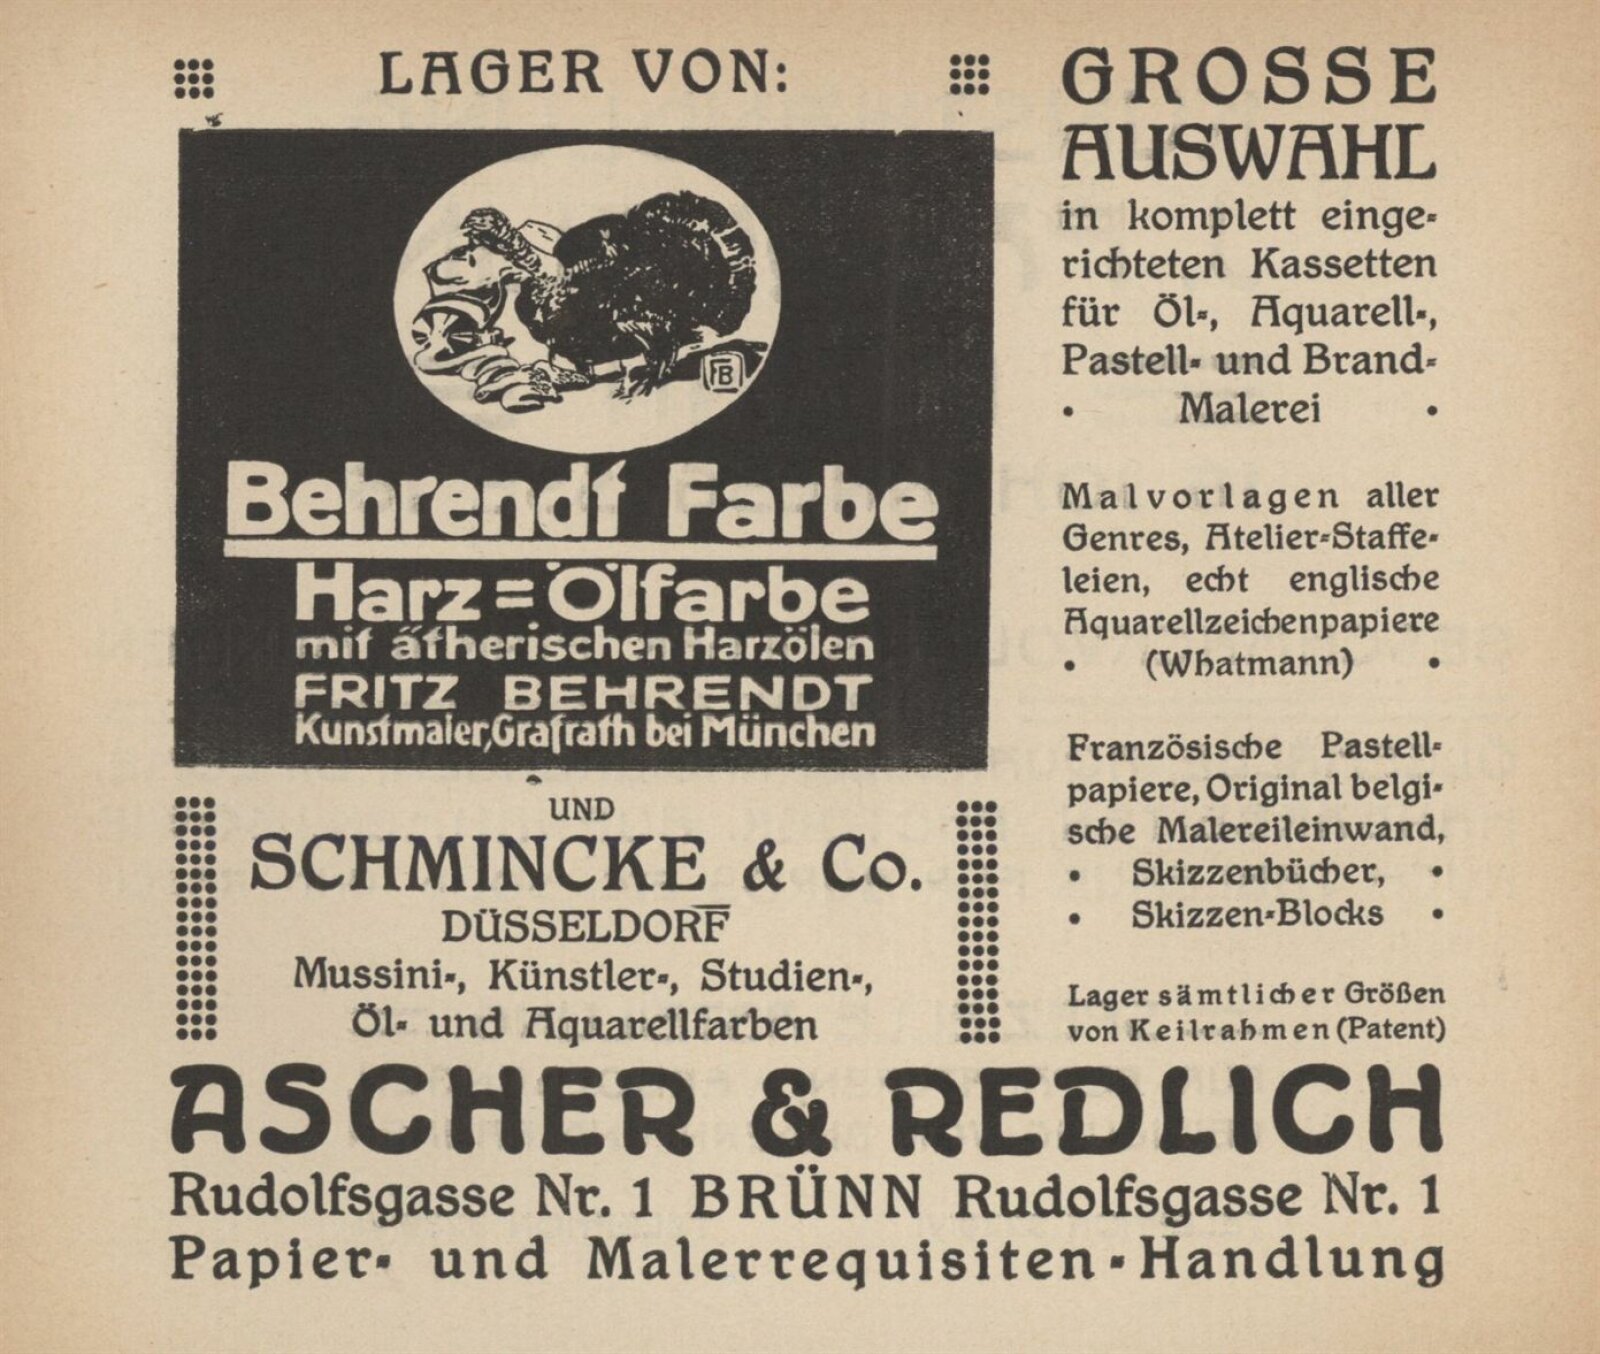 LAGER VON:
FB
Behrendt Farbe
Harz=Ölfarbe
mit ätherischen Harzölen
FRITZ BEHRENDT
Kunstmaler, Grafrath bei München
UND
SCHMINCKE & Co.
DÜSSELDORF
Mussini-, Künstler-, Studien-,
Öl- und Aquarellfarben
GROSSE
AUSWAHL
in komplett einge-
richteten Kassetten
für Öl-, Aquarell-,
Pastell- und Brand-
• Malerei •
Malvorlagen aller
Genres, Atelier-Staffe-
leien, echt englische
Aquarellzeichenpapiere
• (Whatmann) •
Französische Pastell-
papiere, Original belgi-
sche Malereileinwand,
• Skizzenbücher, •
• Skizzen-Blocks •
Lager sämtlicher Größen
von Keilrahmen (Patent)
ASCHER & REDLICH
Rudolfsgasse Nr. 1 BRÜNN Rudolfsgasse Nr. 1
Papier- und Malerrequisiten-Handlung